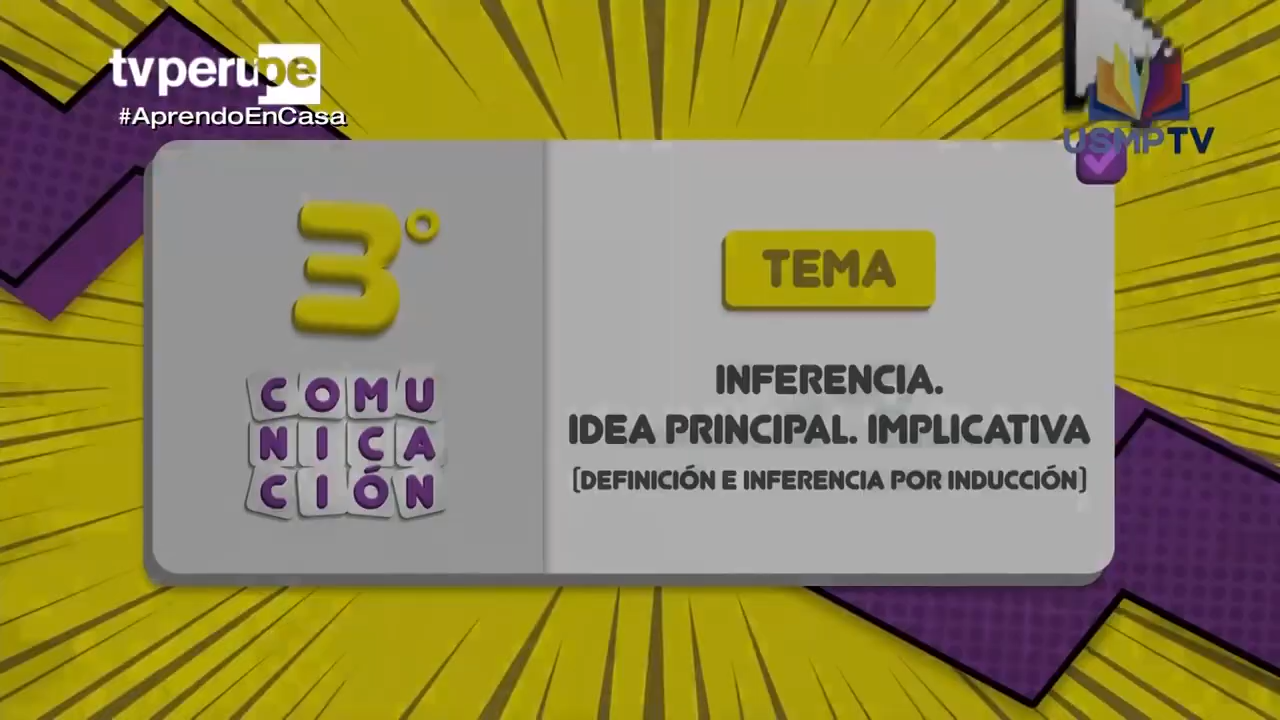 tvperupe
#AprendoEnCasa
USMPTV
3°
COMU
NICA
CIÓN
TEMA
INFERENCIA.
IDEA PRINCIPAL. IMPLICATIVA
(DEFINICIÓN E INFERENCIA POR INDUCCIÓN)